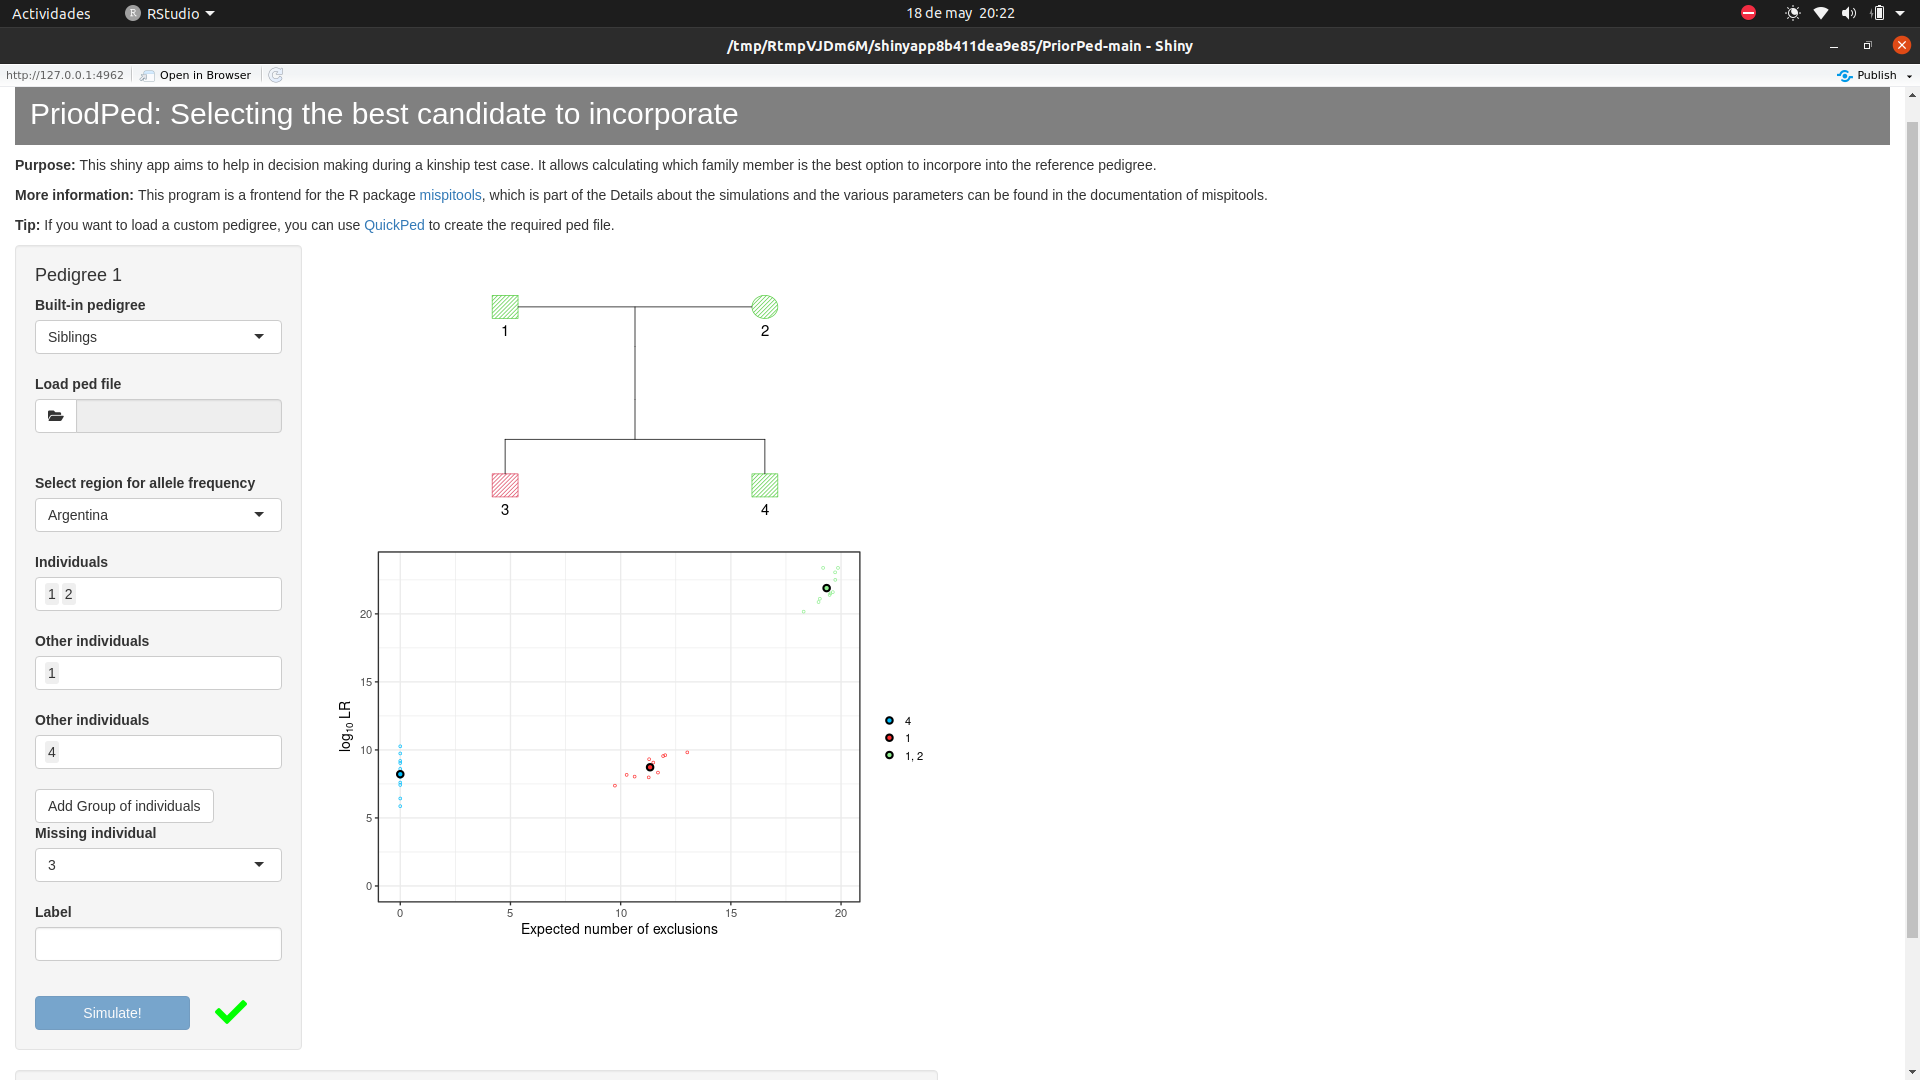 Actividades RStudio 18 de may 20:22
/tmp/RtmpVJDm6M/shinyapp8b411dea9e85/PriorPed-main - Shiny
http://127.0.0.1:4962 Open in Browser Publish
PriodPed: Selecting the best candidate to incorporate
Purpose: This shiny app aims to help in decision making during a kinship test case. It allows calculating which family member is the best option to incorpore into the reference pedigree.
More information: This program is a frontend for the R package mispitools, which is part of the Details about the simulations and the various parameters can be found in the documentation of mispitools.
Tip: If you want to load a custom pedigree, you can use QuickPed to create the required ped file.
Pedigree 1
Built-in pedigree
Siblings
Load ped file
Select region for allele frequency
Argentina
Individuals
1 2
Other individuals
1
Other individuals
4
Add Group of individuals
Missing individual
3
Label
Simulate!
1 2
3 4
20
15
10
5
0
log10 LR
0 5 10 15 20
Expected number of exclusions
4
1
1, 2